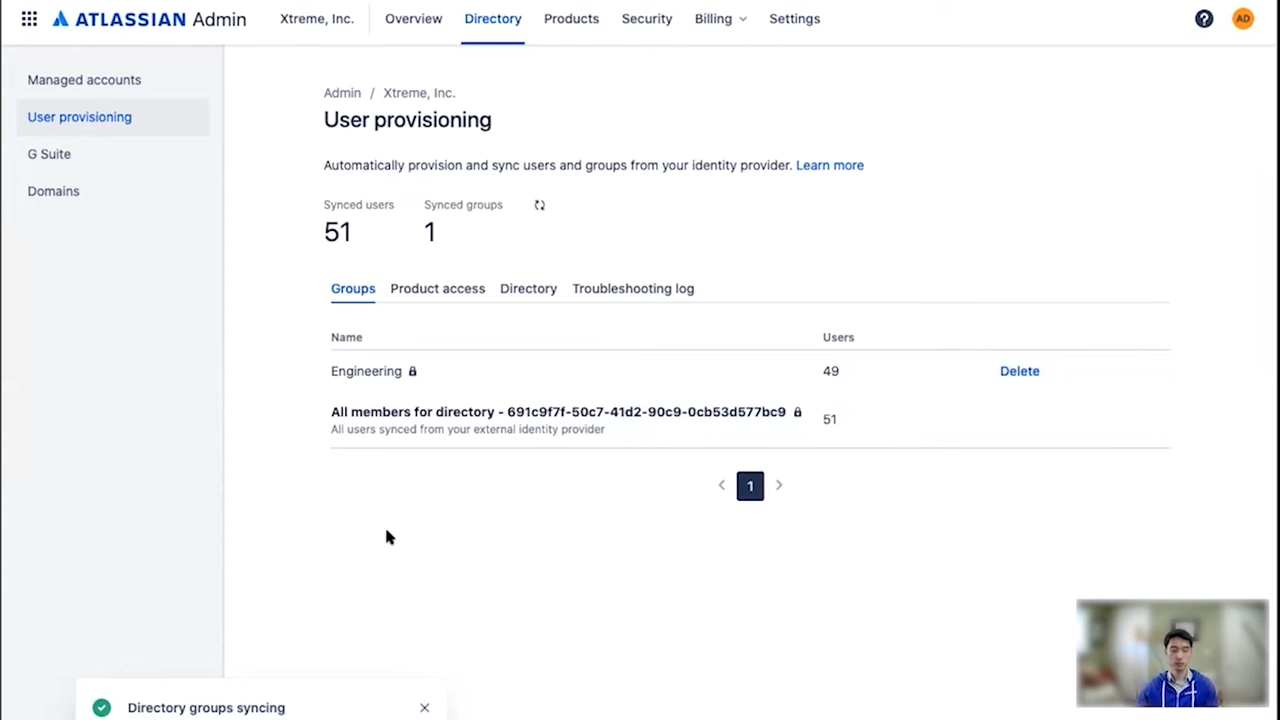 ATLASSIAN Admin Xtreme, Inc. Overview Directory Products Security Billing Settings AD
Managed accounts
User provisioning
G Suite
Domains
Admin / Xtreme, Inc.
User provisioning
Automatically provision and sync users and groups from your identity provider. Learn more
Synced users Synced groups
51 1
Groups Product access Directory Troubleshooting log
Name Users
Engineering 49 Delete
All members for directory - 691c9f7f-50c7-41d2-90c9-0cb53d577bc9 51
All users synced from your external identity provider
1
Directory groups syncing